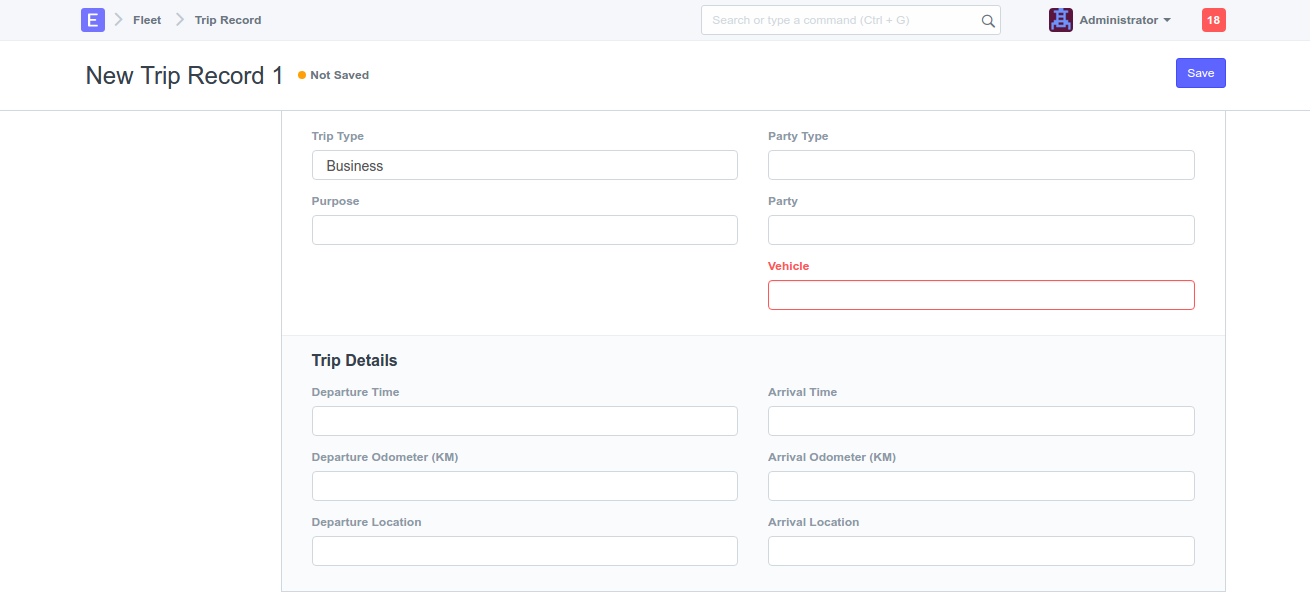 E Fleet Trip Record Search or type a command (Ctrl + G) Administrator 18
New Trip Record 1 Not Saved Save
Trip Type Party Type
Business
Purpose Party
Vehicle
Trip Details
Departure Time Arrival Time
Departure Odometer (KM) Arrival Odometer (KM)
Departure Location Arrival Location